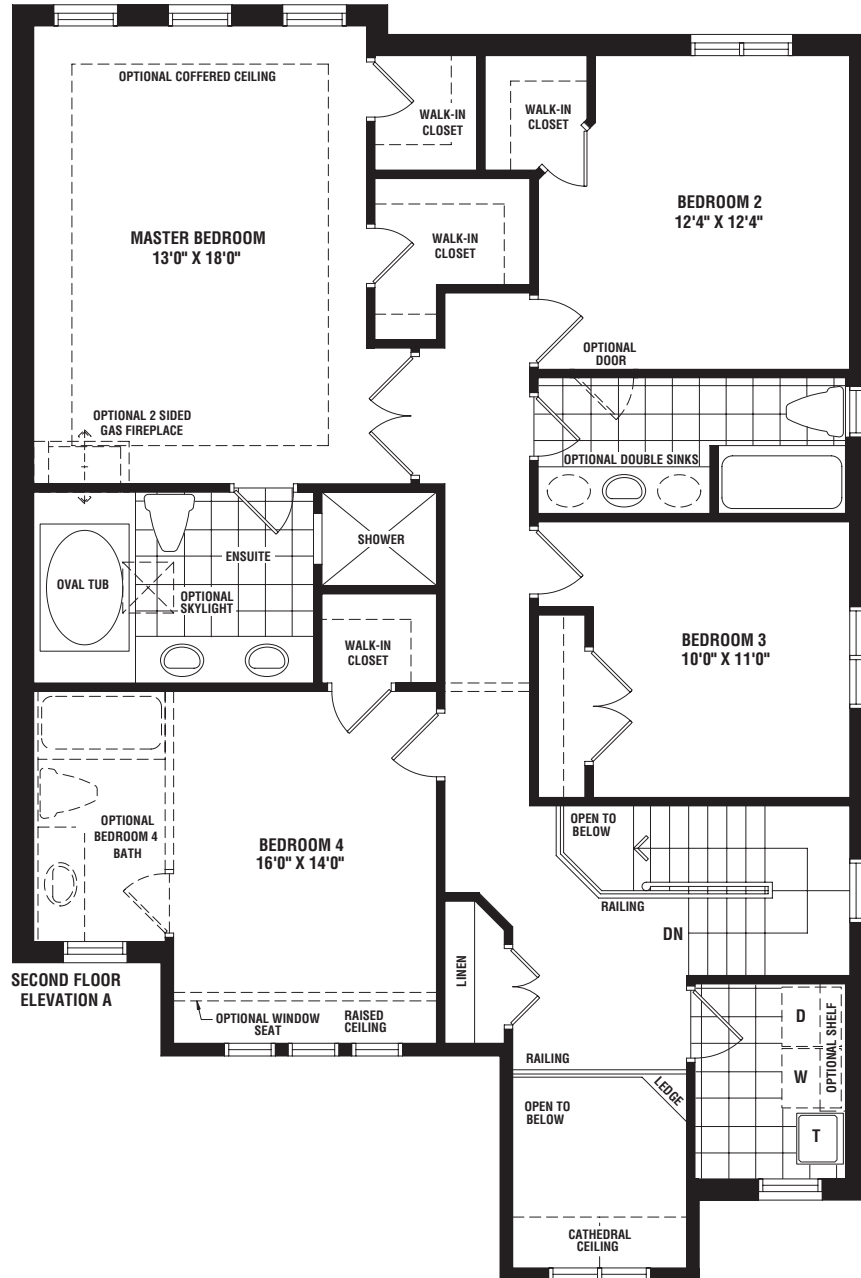 OPTIONAL COFFERED CEILING
WALK-IN
CLOSET
WALK-IN
CLOSET
BEDROOM 2
12'4" X 12'4"
MASTER BEDROOM
13'0" X 18'0"
WALK-IN
CLOSET
OPTIONAL
DOOR
OPTIONAL 2 SIDED
GAS FIREPLACE
OPTIONAL DOUBLE SINKS
SHOWER
ENSUITE
OVAL TUB
OPTIONAL
SKYLIGHT
WALK-IN
CLOSET
BEDROOM 3
10'0" X 11'0"
OPTIONAL
BEDROOM 4
BATH
BEDROOM 4
16'0" X 14'0"
OPEN TO
BELOW
RAILING
DN
LINEN
SECOND FLOOR
ELEVATION A
OPTIONAL WINDOW
SEAT
RAISED
CEILING
D
W
OPTIONAL SHELF
T
RAILING
LEDGE
OPEN TO
BELOW
CATHEDRAL
CEILING